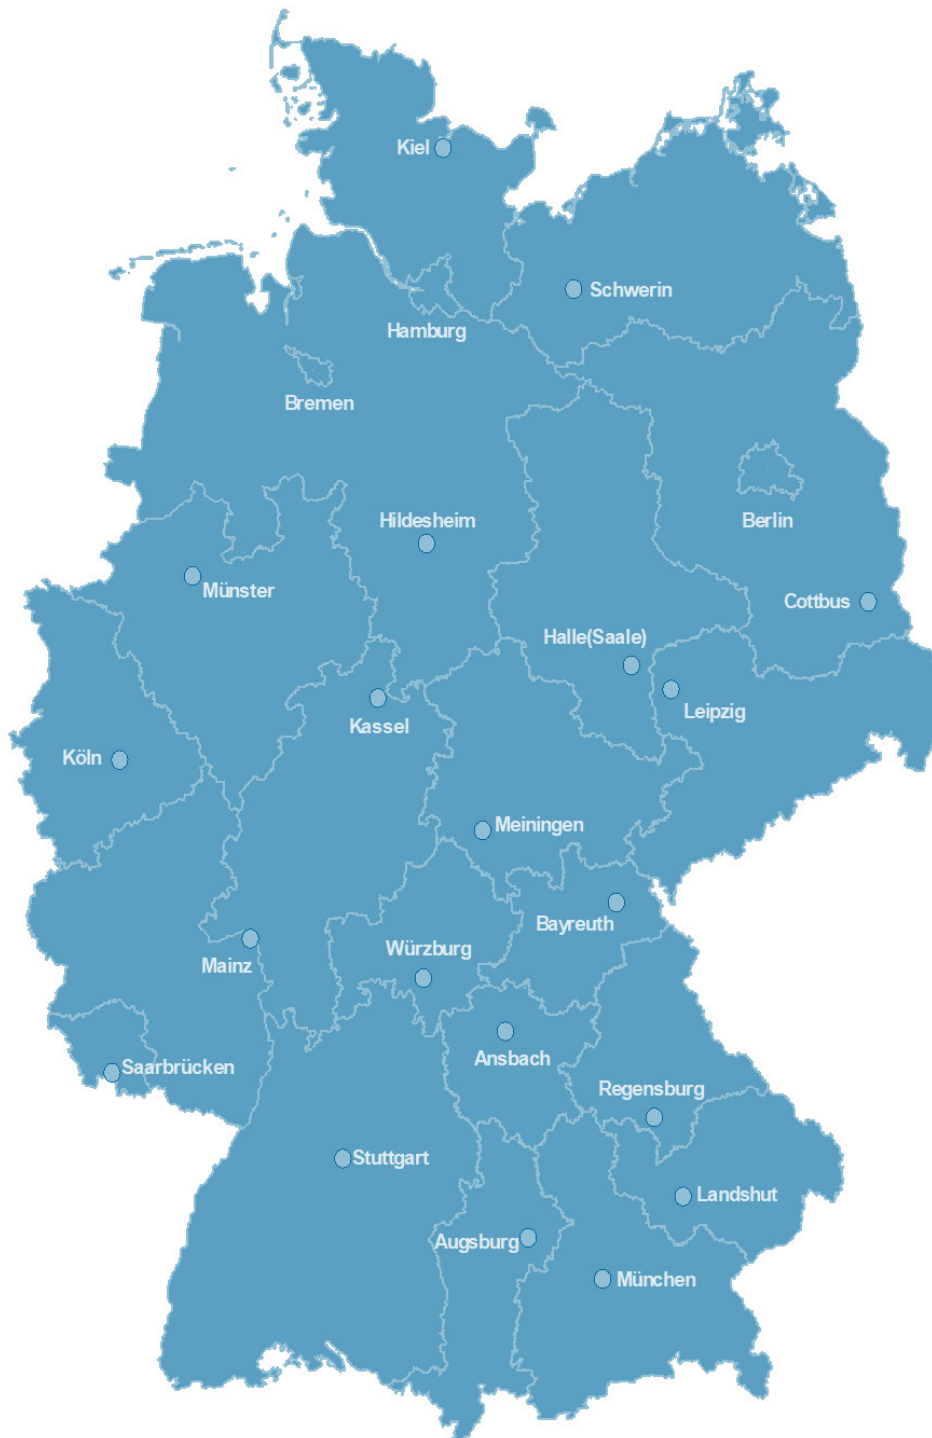 Kiel
Schwerin
Hamburg
Bremen
Hildesheim
Berlin
Münster
Cottbus
Halle(Saale)
Leipzig
Kassel
Köln
Meiningen
Bayreuth
Würzburg
Mainz
Ansbach
Saarbrücken
Regensburg
Stuttgart
Landshut
Augsburg
München